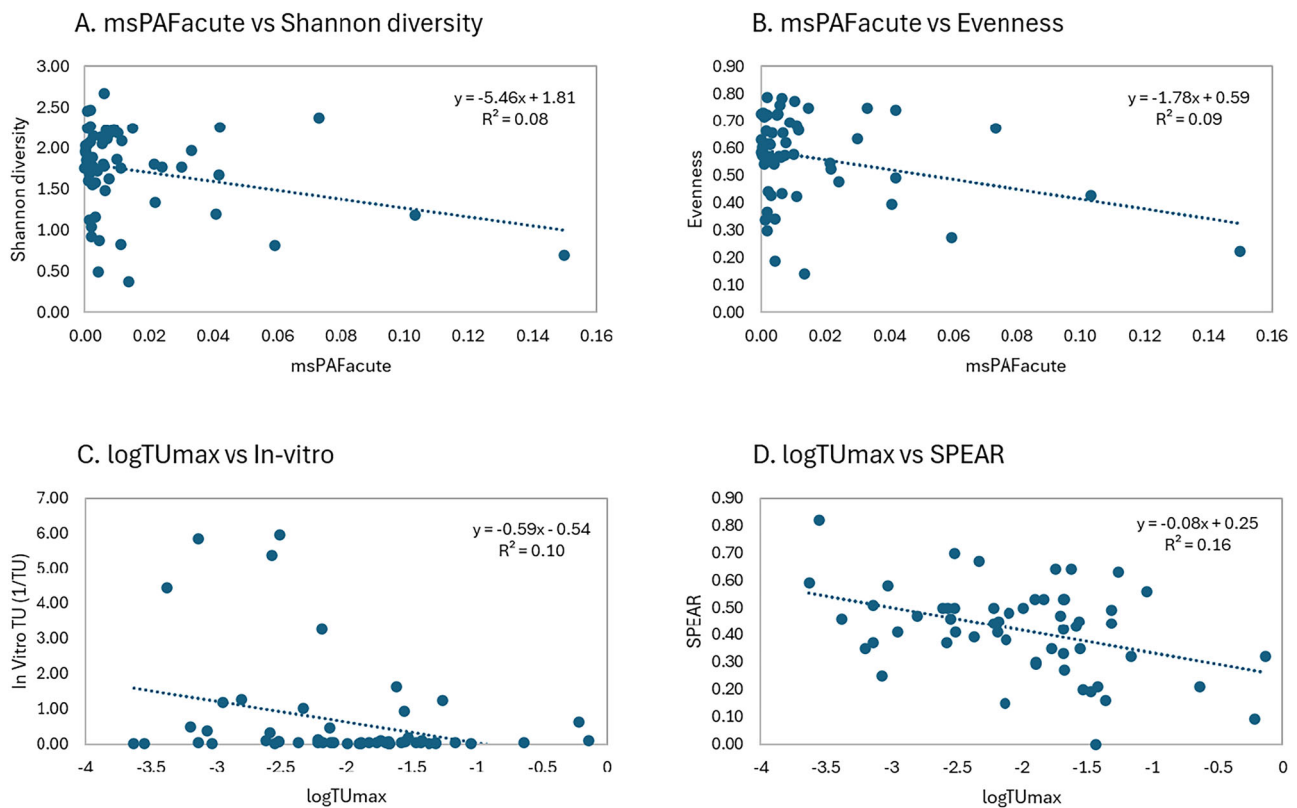 A. msPAFacute vs Shannon diversity
3.00
2.50
2.00
1.50
1.00
0.50
0.00
Shannon diversity
y = -5.46x + 1.81
R² = 0.08
0.00 0.02 0.04 0.06 0.08 0.10 0.12 0.14 0.16
msPAFacute
B. msPAFacute vs Evenness
0.90
0.80
0.70
0.60
0.50
0.40
0.30
0.20
0.10
0.00
Evenness
y = -1.78x + 0.59
R² = 0.09
0.00 0.02 0.04 0.06 0.08 0.10 0.12 0.14 0.16
msPAFacute
C. logTUmax vs In-vitro
7.00
6.00
5.00
4.00
3.00
2.00
1.00
0.00
In Vitro TU (1/TU)
y = -0.59x - 0.54
R² = 0.10
-4 -3.5 -3 -2.5 -2 -1.5 -1 -0.5 0
logTUmax
D. logTUmax vs SPEAR
0.90
0.80
0.70
0.60
0.50
0.40
0.30
0.20
0.10
0.00
SPEAR
y = -0.08x + 0.25
R² = 0.16
-4 -3.5 -3 -2.5 -2 -1.5 -1 -0.5 0
logTUmax